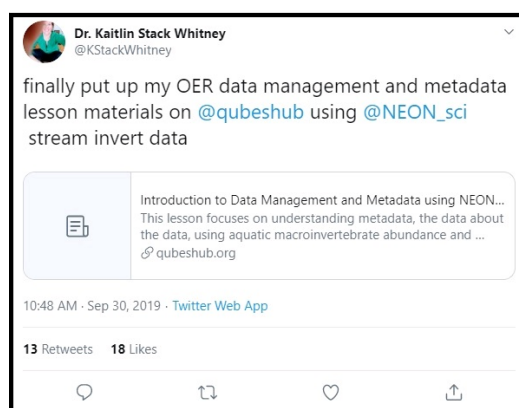 Dr. Kaitlin Stack Whitney
@KStackWhitney
finally put up my OER data management and metadata
lesson materials on @qubeshub using @NEON_sci
stream invert data
Introduction to Data Management and Metadata using NEON...
This lesson focuses on understanding metadata, the data about
the data, using aquatic macroinvertebrate abundance and ...
qubeshub.org
10:48 AM · Sep 30, 2019 · Twitter Web App
13 Retweets 18 Likes